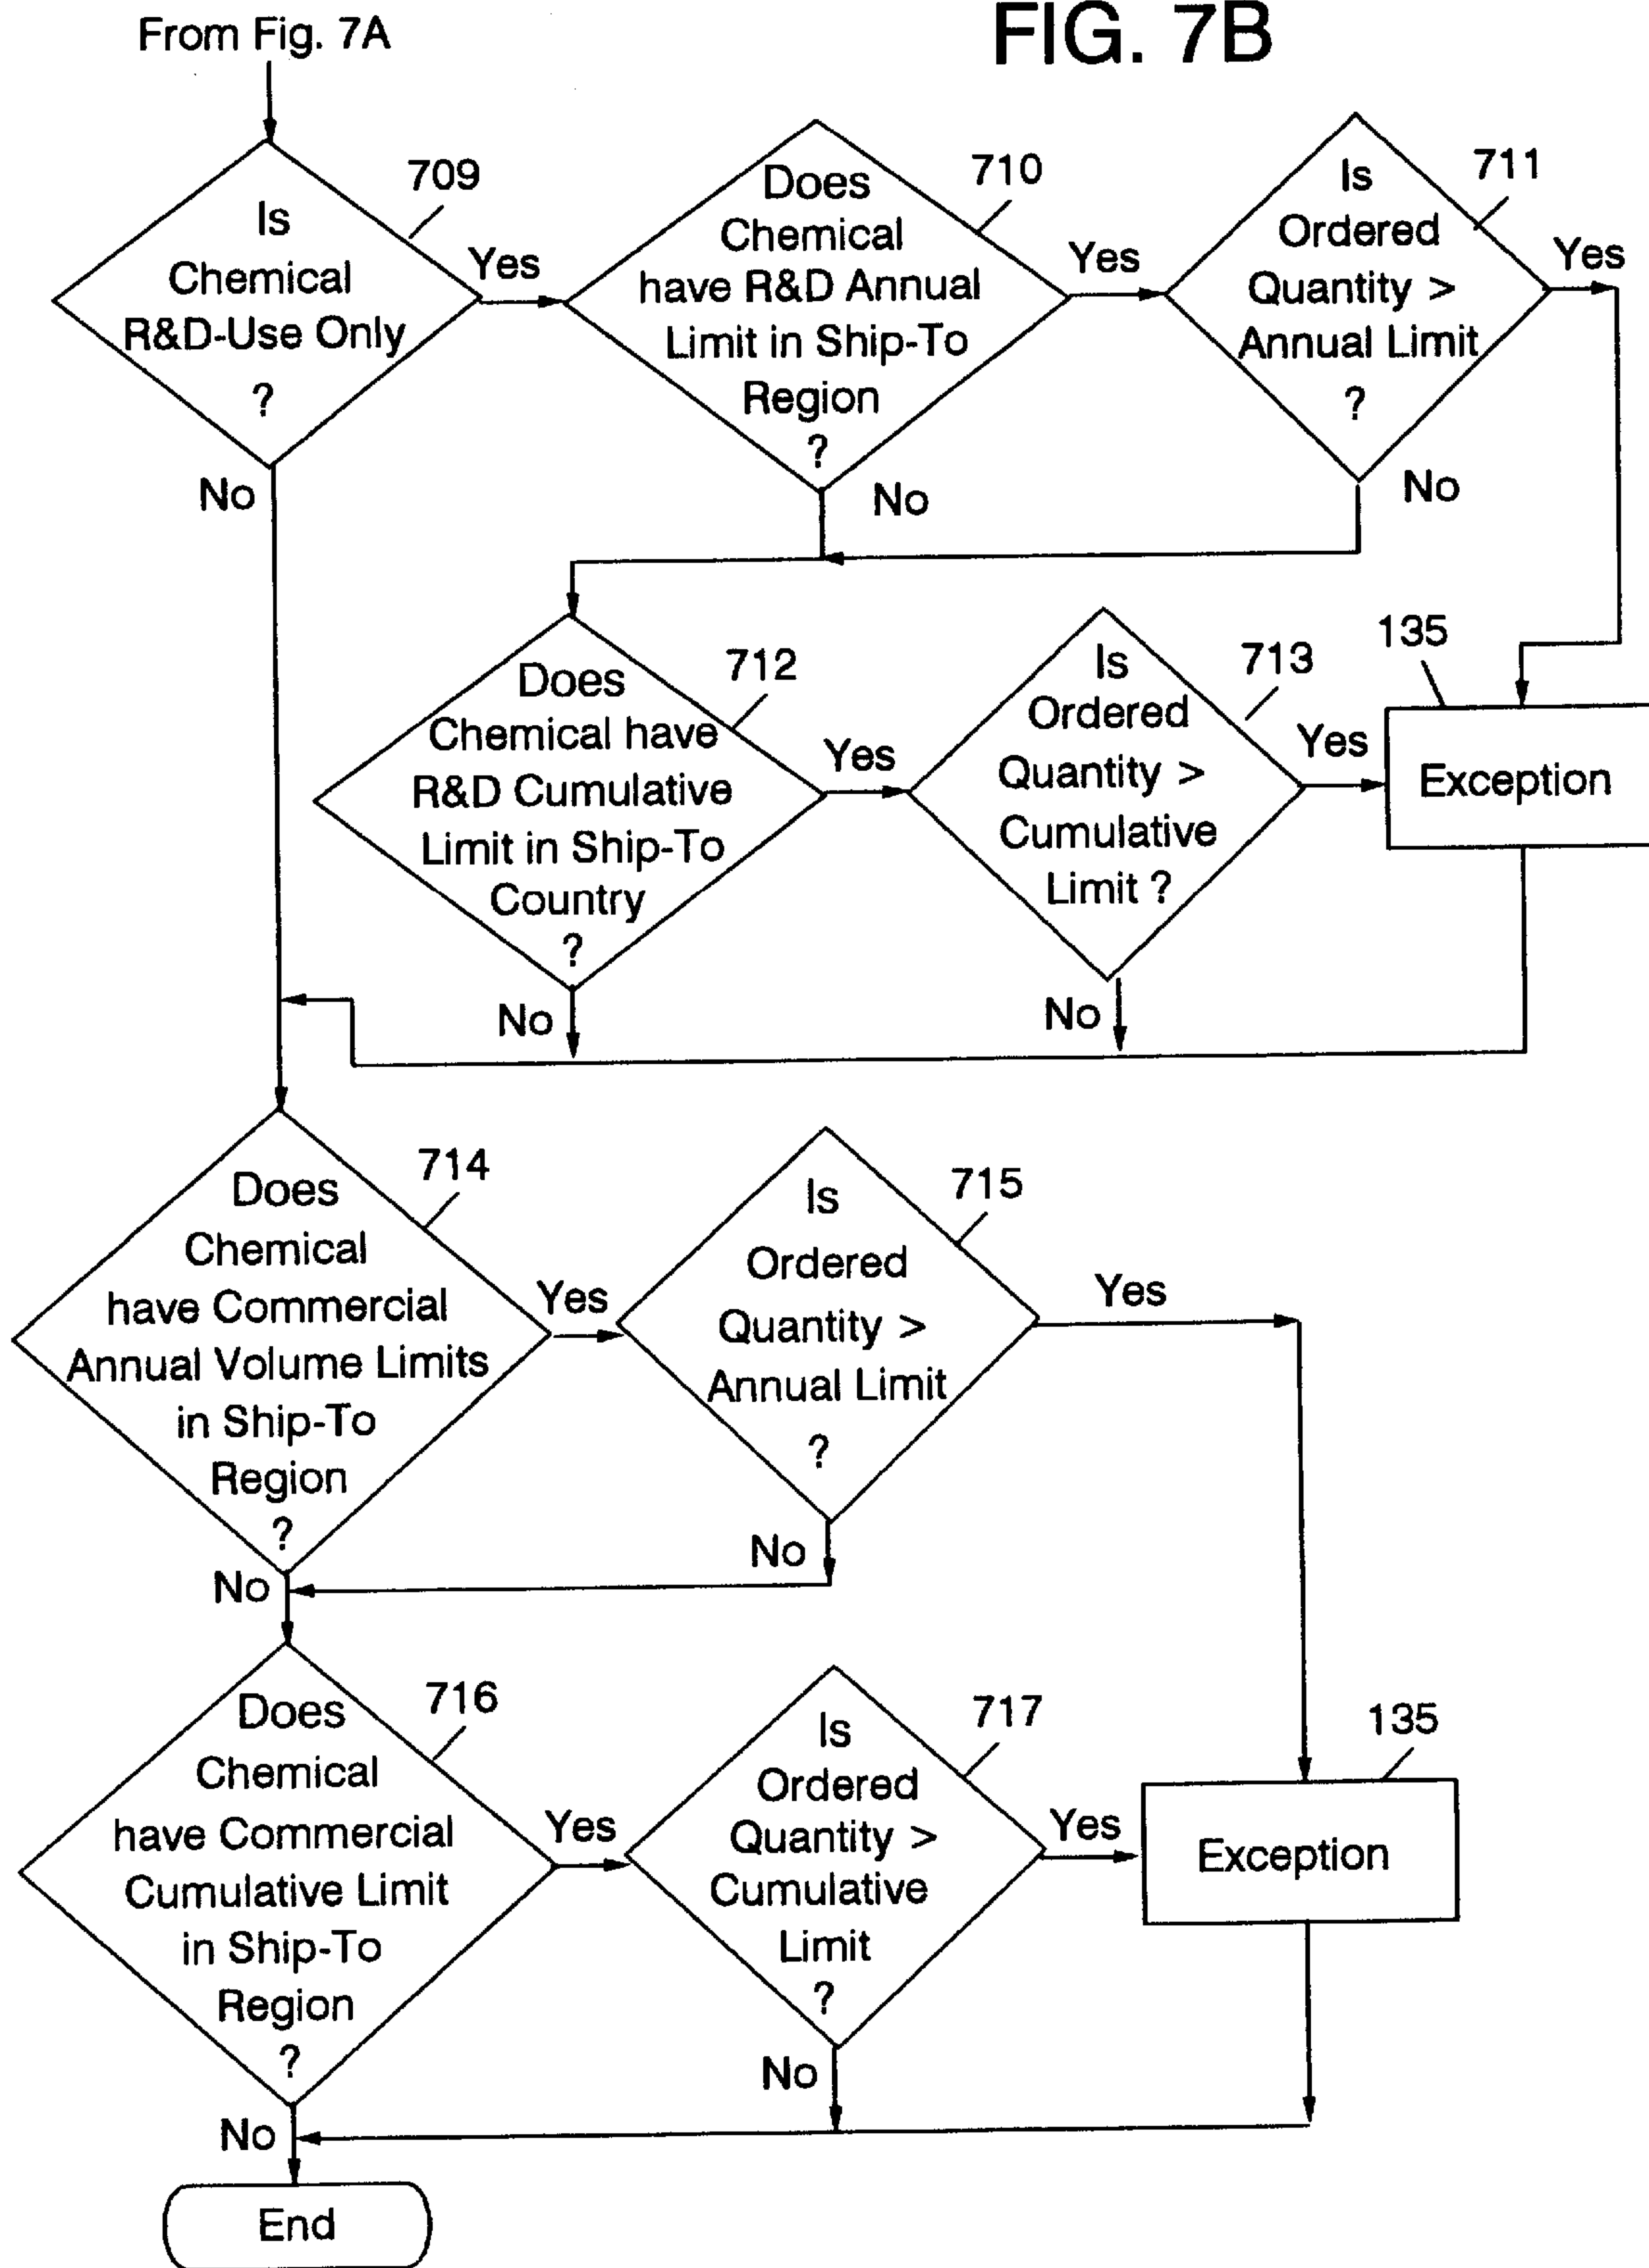 From Fig. 7A
FIG. 7B
709
Is
Chemical
R&D-Use Only
?
Yes
No
710
Does
Chemical
have R&D Annual
Limit in Ship-To
Region
?
Yes
No
711
Is
Ordered
Quantity >
Annual Limit
?
Yes
No
712
Does
Chemical have
R&D Cumulative
Limit in Ship-To
Country
?
Yes
No
713
Is
Ordered
Quantity >
Cumulative
Limit ?
Yes
No
135
Exception
714
Does
Chemical
have Commercial
Annual Volume Limits
in Ship-To
Region
?
Yes
No
715
Is
Ordered
Quantity >
Annual Limit
?
Yes
No
716
Does
Chemical
have Commercial
Cumulative Limit
in Ship-To
Region
?
Yes
No
717
Is
Ordered
Quantity >
Cumulative
Limit
?
Yes
No
135
Exception
End